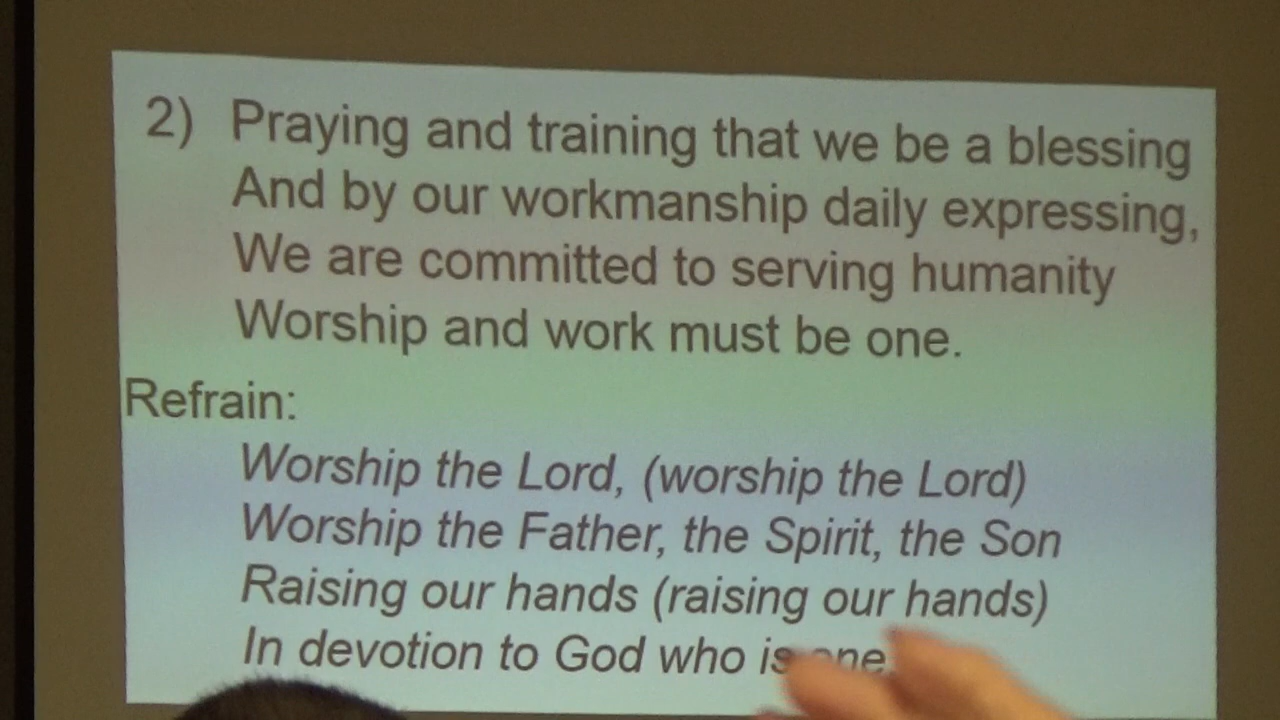 2) Praying and training that we be a blessing
And by our workmanship daily expressing,
We are committed to serving humanity
Worship and work must be one.
Refrain:
Worship the Lord, (worship the Lord)
Worship the Father, the Spirit, the Son
Raising our hands (raising our hands)
In devotion to God who is one